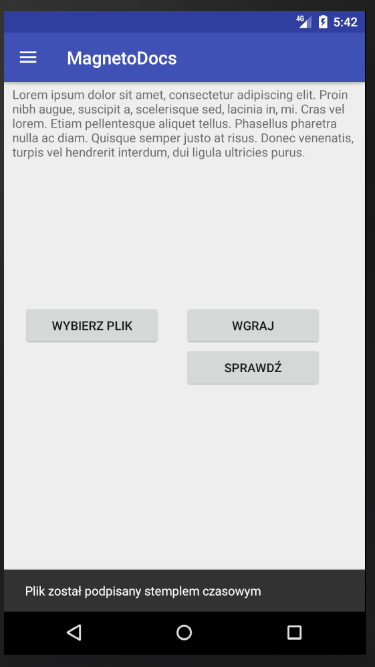 4G 5:42
MagnetoDocs
Lorem ipsum dolor sit amet, consectetur adipiscing elit. Proin
nibh augue, suscipit a, scelerisque sed, lacinia in, mi. Cras vel
lorem. Etiam pellentesque aliquet tellus. Phasellus pharetra
nulla ac diam. Quisque semper justo at risus. Donec venenatis,
turpis vel hendrerit interdum, dui ligula ultricies purus.
WYBIERZ PLIK WGRAJ
SPRAWDŹ
Plik został podpisany stemplem czasowym